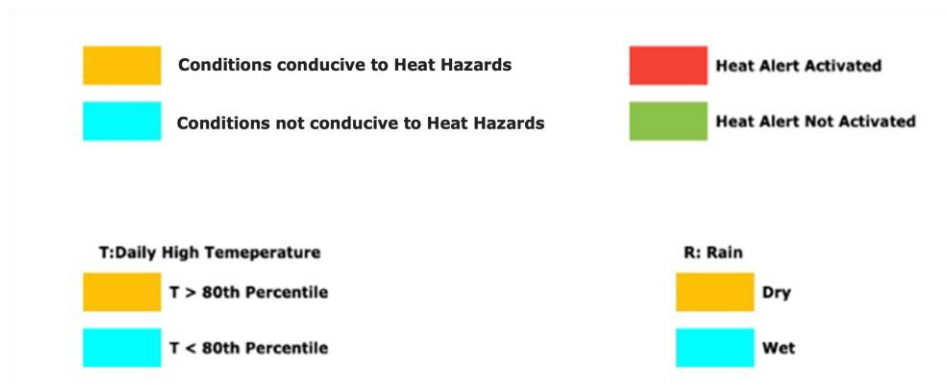 Conditions conducive to Heat Hazards
Heat Alert Activated
Conditions not conducive to Heat Hazards
Heat Alert Not Activated
T:Daily High Temeperature
R: Rain
T > 80th Percentile
Dry
T < 80th Percentile
Wet